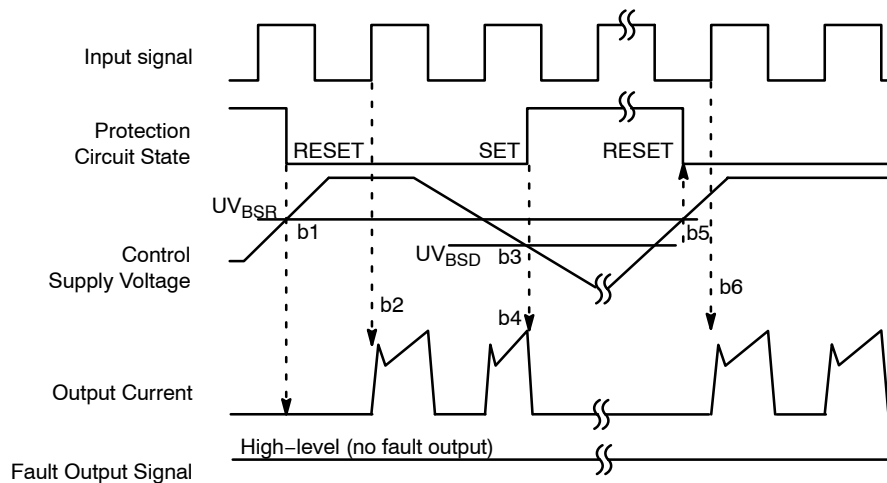 Input signal
Protection
Circuit State
RESET
SET
RESET
UVBSR
b1
b3
b5
Control
Supply Voltage
UVBSD
b2
b4
b6
Output Current
High−level (no fault output)
Fault Output Signal